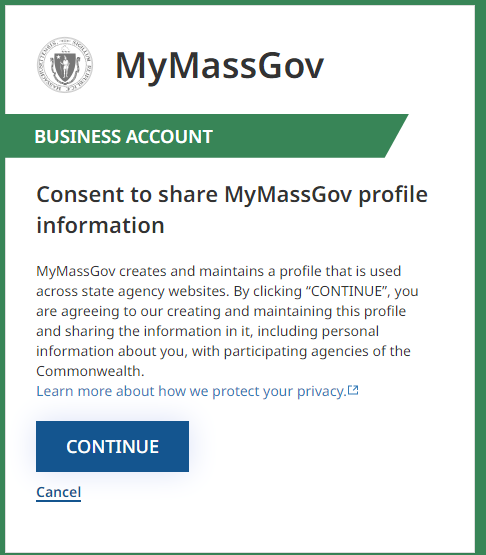 MyMassGov
BUSINESS ACCOUNT
Consent to share MyMassGov profile
information
MyMassGov creates and maintains a profile that is used
across state agency websites. By clicking “CONTINUE”, you
are agreeing to our creating and maintaining this profile
and sharing the information in it, including personal
information about you, with participating agencies of the
Commonwealth.
Learn more about how we protect your privacy.
CONTINUE
Cancel